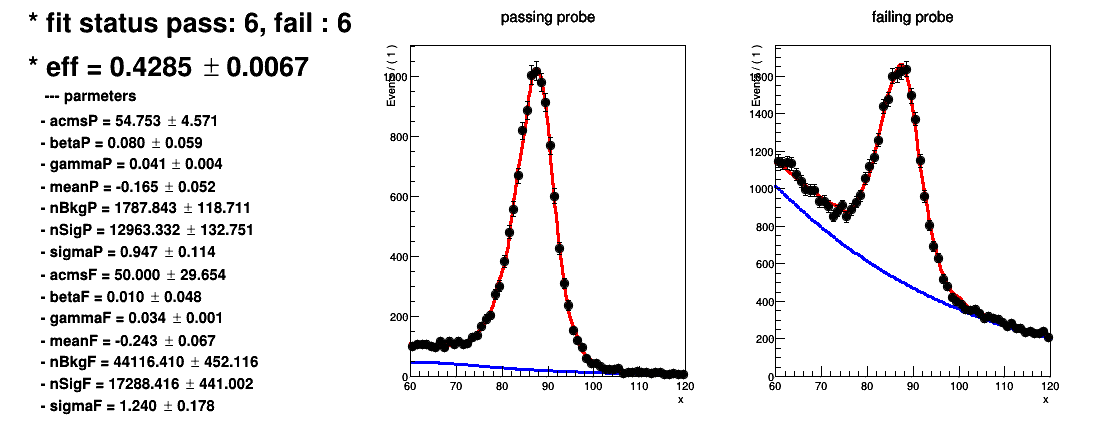 * fit status pass: 6, fail : 6
* eff = 0.4285 ± 0.0067
--- parmeters
- acmsP = 54.753 ± 4.571
- betaP = 0.080 ± 0.059
- gammaP = 0.041 ± 0.004
- meanP = -0.165 ± 0.052
- nBkgP = 1787.843 ± 118.711
- nSigP = 12963.332 ± 132.751
- sigmaP = 0.947 ± 0.114
- acmsF = 50.000 ± 29.654
- betaF = 0.010 ± 0.048
- gammaF = 0.034 ± 0.001
- meanF = -0.243 ± 0.067
- nBkgF = 44116.410 ± 452.116
- nSigF = 17288.416 ± 441.002
- sigmaF = 1.240 ± 0.178
passing probe
Events / ( 1 )
1000
800
600
400
200
0
60 70 80 90 100 110 120
x
failing probe
Events / ( 1 )
1600
1400
1200
1000
800
600
400
200
0
60 70 80 90 100 110 120
x